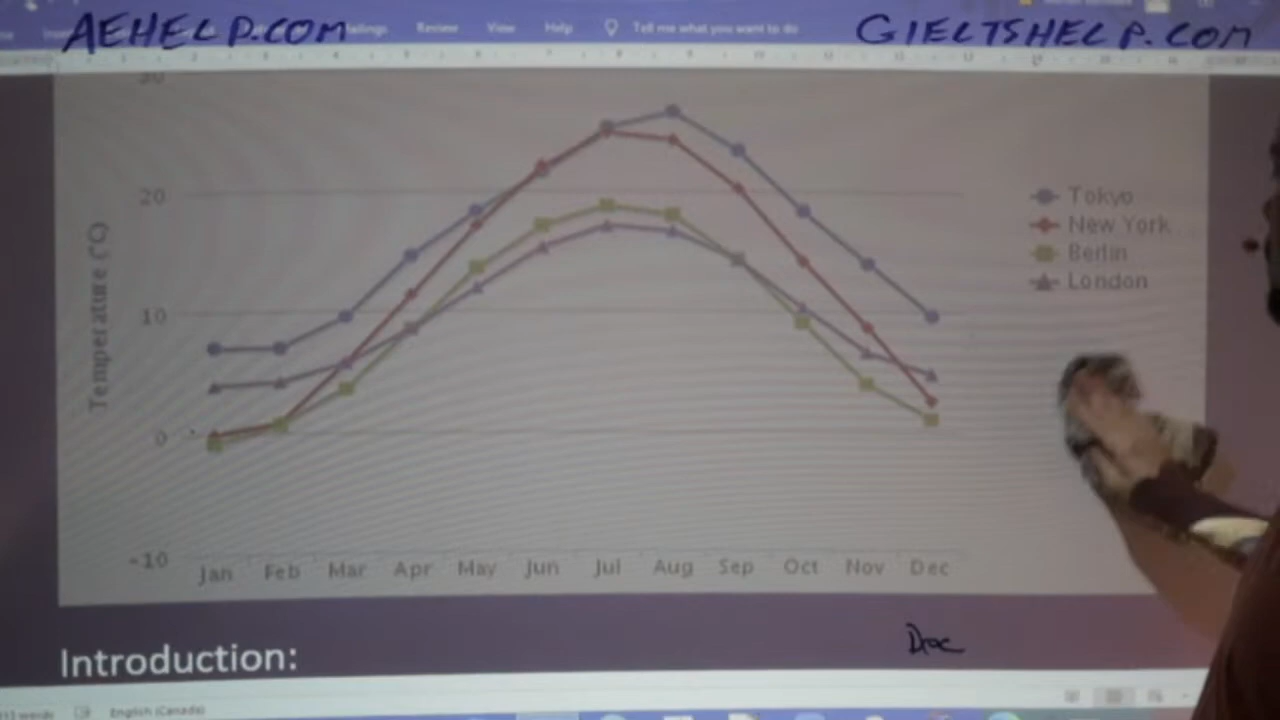 AEHELP.COM
GIELTSHELP.COM
Review View Help Tell me what you want to do
30
20
10
0
-10
Temperature (°C)
Tokyo
New York
Berlin
London
Jan Feb Mar Apr May Jun Jul Aug Sep Oct Nov Dec
Introduction:
English (Canada)